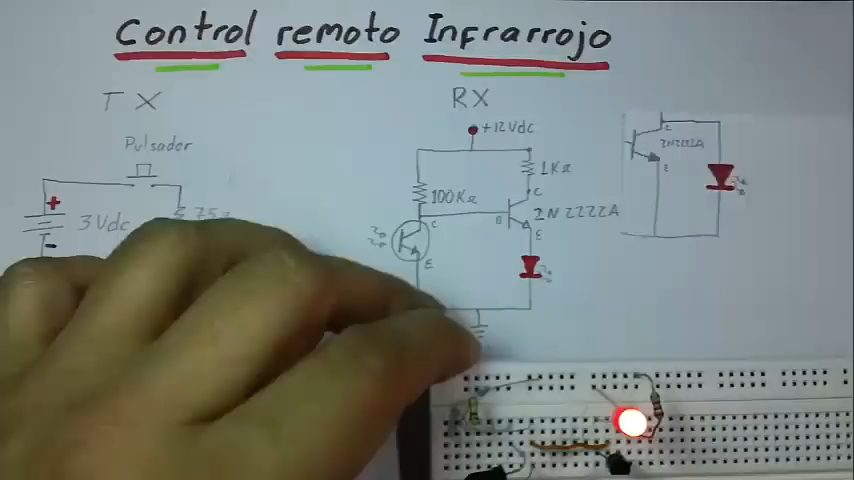 Control remoto Infrarrojo
TX
RX
+12Vdc
Pulsador
1KΩ
2N2222A
C
E
100KΩ
C
B
C
2N2222A
E
E
+
3Vdc
-